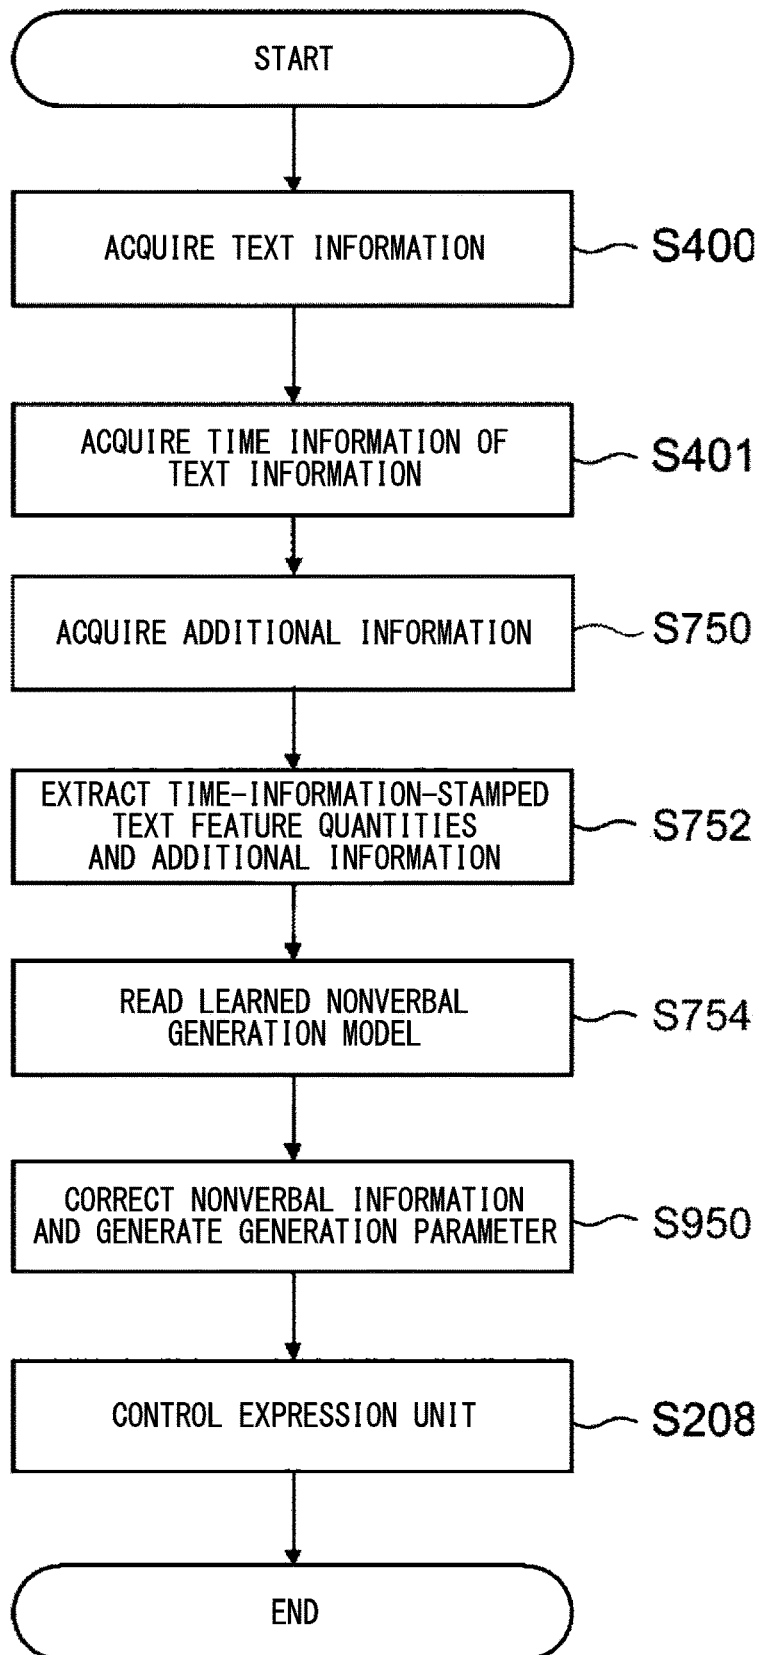 START
ACQUIRE TEXT INFORMATION
S400
ACQUIRE TIME INFORMATION OF
TEXT INFORMATION
S401
ACQUIRE ADDITIONAL INFORMATION
S750
EXTRACT TIME-INFORMATION-STAMPED
TEXT FEATURE QUANTITIES
AND ADDITIONAL INFORMATION
S752
READ LEARNED NONVERBAL
GENERATION MODEL
S754
CORRECT NONVERBAL INFORMATION
AND GENERATE GENERATION PARAMETER
S950
CONTROL EXPRESSION UNIT
S208
END